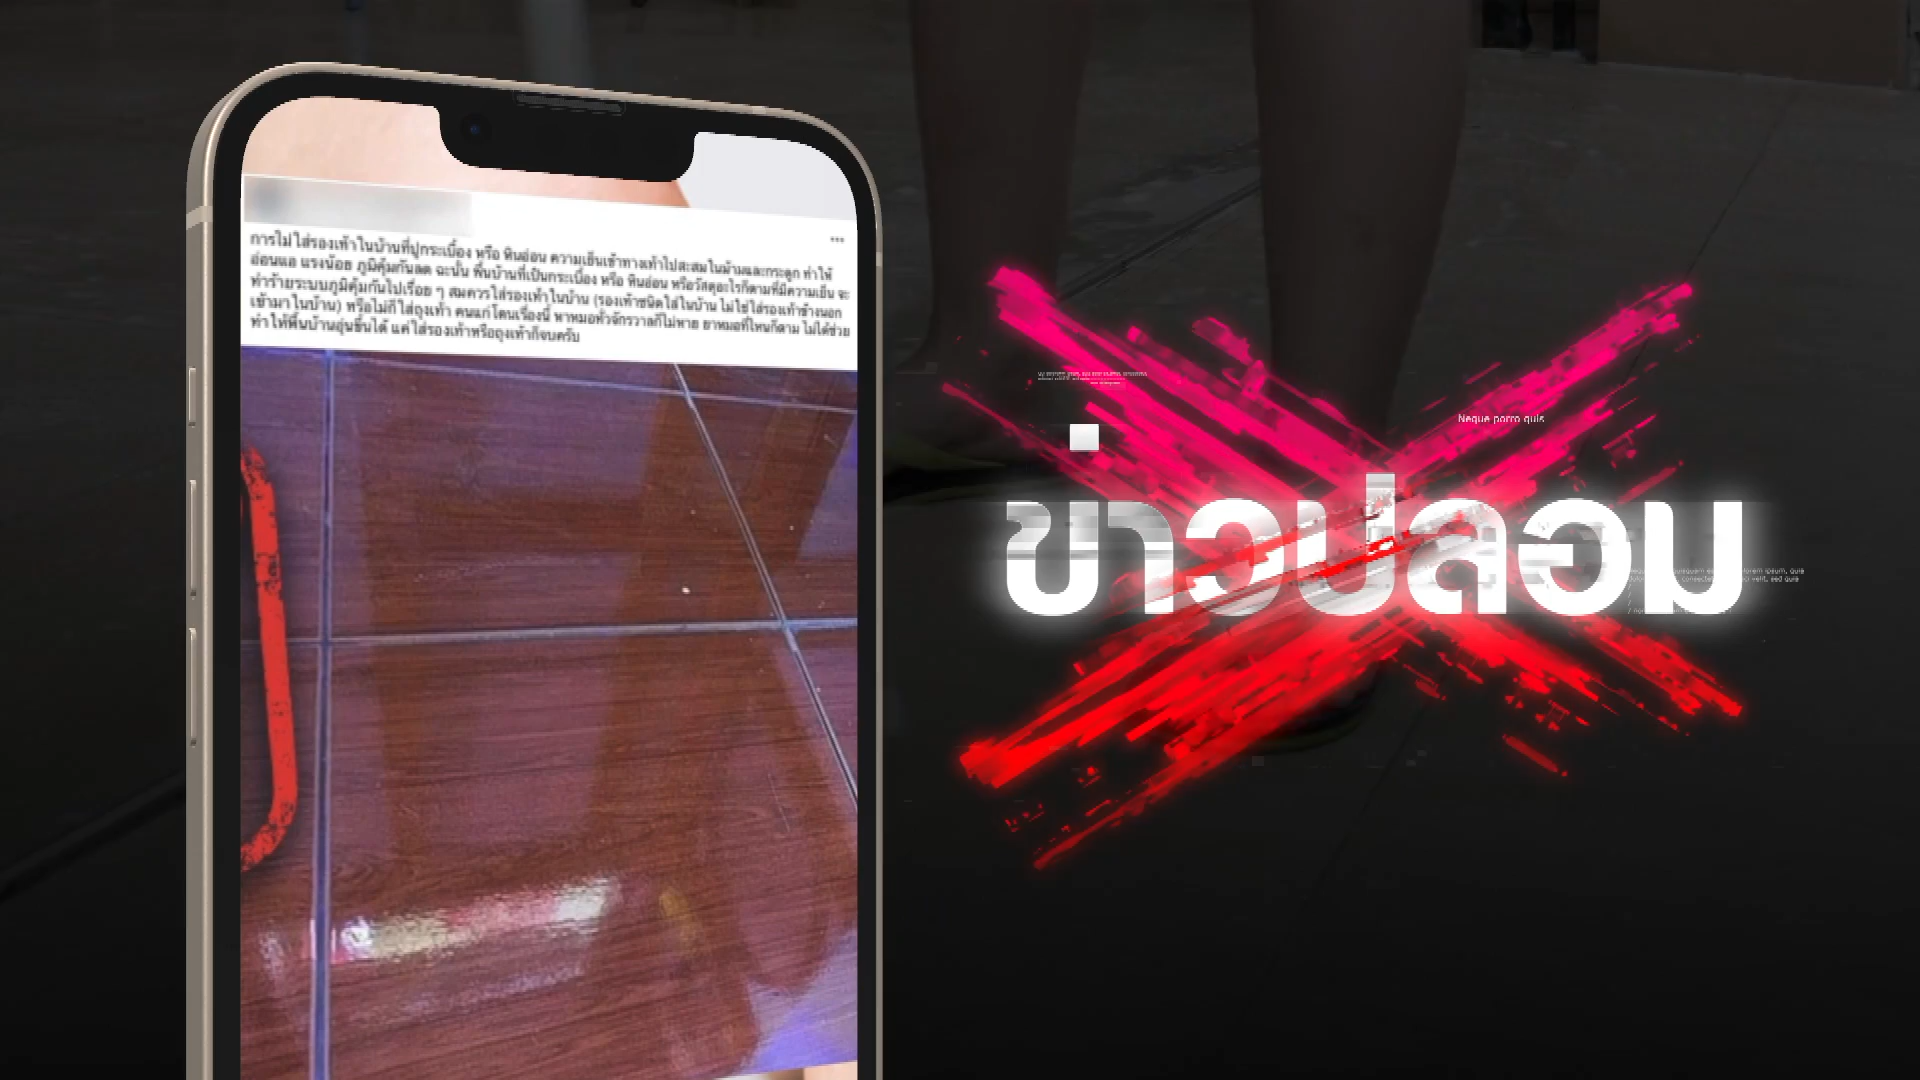 การไม่ใส่รองเท้าในบ้านที่ปูกระเบื้อง หรือ หินอ่อน ความเย็นเข้าทางเท้าไปสะสมในม้ามและกระดูก ทำให้
อ่อนแอ แรงน้อย ภูมิคุ้มกันลด ฉะนั้น พื้นบ้านที่เป็นกระเบื้อง หรือ หินอ่อน หรือวัสดุอะไรก็ตามที่มีความเย็น จะ
ทำร้ายระบบภูมิคุ้มกันไปเรื่อย ๆ สมควรใส่รองเท้าในบ้าน (รองเท้าชนิดใส่ในบ้าน ไม่ใช่ใส่รองเท้าข้างนอก
เข้ามาในบ้าน) หรือไม่ก็ใส่ถุงเท้า คนแก่โดนเรื่องนี้ หาหมอทั่วจักรวาลก็ไม่หาย ยาหมอที่ไหนก็ตาม ไม่ได้ช่วย
ทำให้พื้นบ้านอุ่นขึ้นได้ แค่ใส่รองเท้าหรือถุงเท้าก็จบครับ
Neque porro quis
ข่าวปลอม